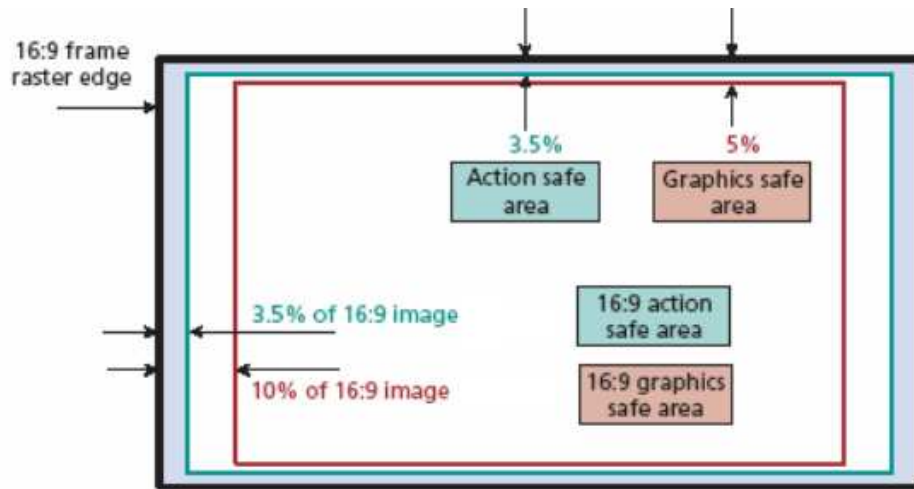 16:9 frame
raster edge
3.5%
5%
Action safe
area
Graphics safe
area
3.5% of 16:9 image
16:9 action
safe area
10% of 16:9 image
16:9 graphics
safe area